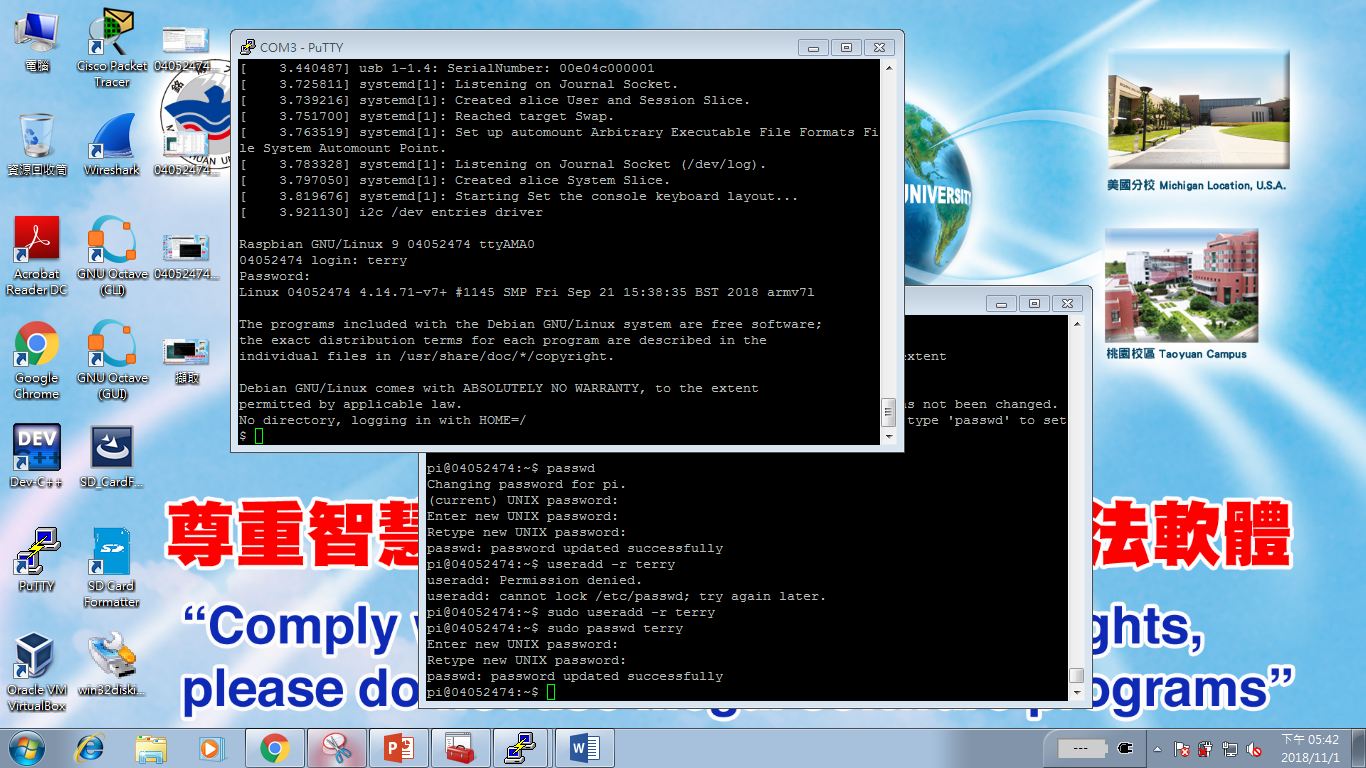 電腦
Cisco Packet
Tracer
04052474...
資源回收筒
Wireshark
04052474...
Acrobat
Reader DC
GNU Octave
(CLI)
04052474...
Google
Chrome
GNU Octave
(GUI)
擷取
Dev-C++
SD_CardF...
PuTTY
SD Card
Formatter
Oracle VM
VirtualBox
win32diski...
COM3 - PuTTY
[    3.440487] usb 1-1.4: SerialNumber: 00e04c000001
[    3.725811] systemd[1]: Listening on Journal Socket.
[    3.739216] systemd[1]: Created slice User and Session Slice.
[    3.751700] systemd[1]: Reached target Swap.
[    3.763519] systemd[1]: Set up automount Arbitrary Executable File Formats Fi
le System Automount Point.
[    3.783328] systemd[1]: Listening on Journal Socket (/dev/log).
[    3.797050] systemd[1]: Created slice System Slice.
[    3.819676] systemd[1]: Starting Set the console keyboard layout...
[    3.921130] i2c /dev entries driver
Raspbian GNU/Linux 9 04052474 ttyAMA0
04052474 login: terry
Password:
Linux 04052474 4.14.71-v7+ #1145 SMP Fri Sep 21 15:38:35 BST 2018 armv7l
The programs included with the Debian GNU/Linux system are free software;
the exact distribution terms for each program are described in the
individual files in /usr/share/doc/*/copyright.
Debian GNU/Linux comes with ABSOLUTELY NO WARRANTY, to the extent
permitted by applicable law.
No directory, logging in with HOME=/
$
extent
s not been changed.
type 'passwd' to set
pi@04052474:~$ passwd
Changing password for pi.
(current) UNIX password:
Enter new UNIX password:
Retype new UNIX password:
passwd: password updated successfully
pi@04052474:~$ useradd -r terry
useradd: Permission denied.
useradd: cannot lock /etc/passwd; try again later.
pi@04052474:~$ sudo useradd -r terry
pi@04052474:~$ sudo passwd terry
Enter new UNIX password:
Retype new UNIX password:
passwd: password updated successfully
pi@04052474:~$
UNIVERSITY
美國分校 Michigan Location, U.S.A.
桃園校區 Taoyuan Campus
尊重智慧 法軟體
“Comply ghts,
please do programs”
下午 05:42
2018/11/1